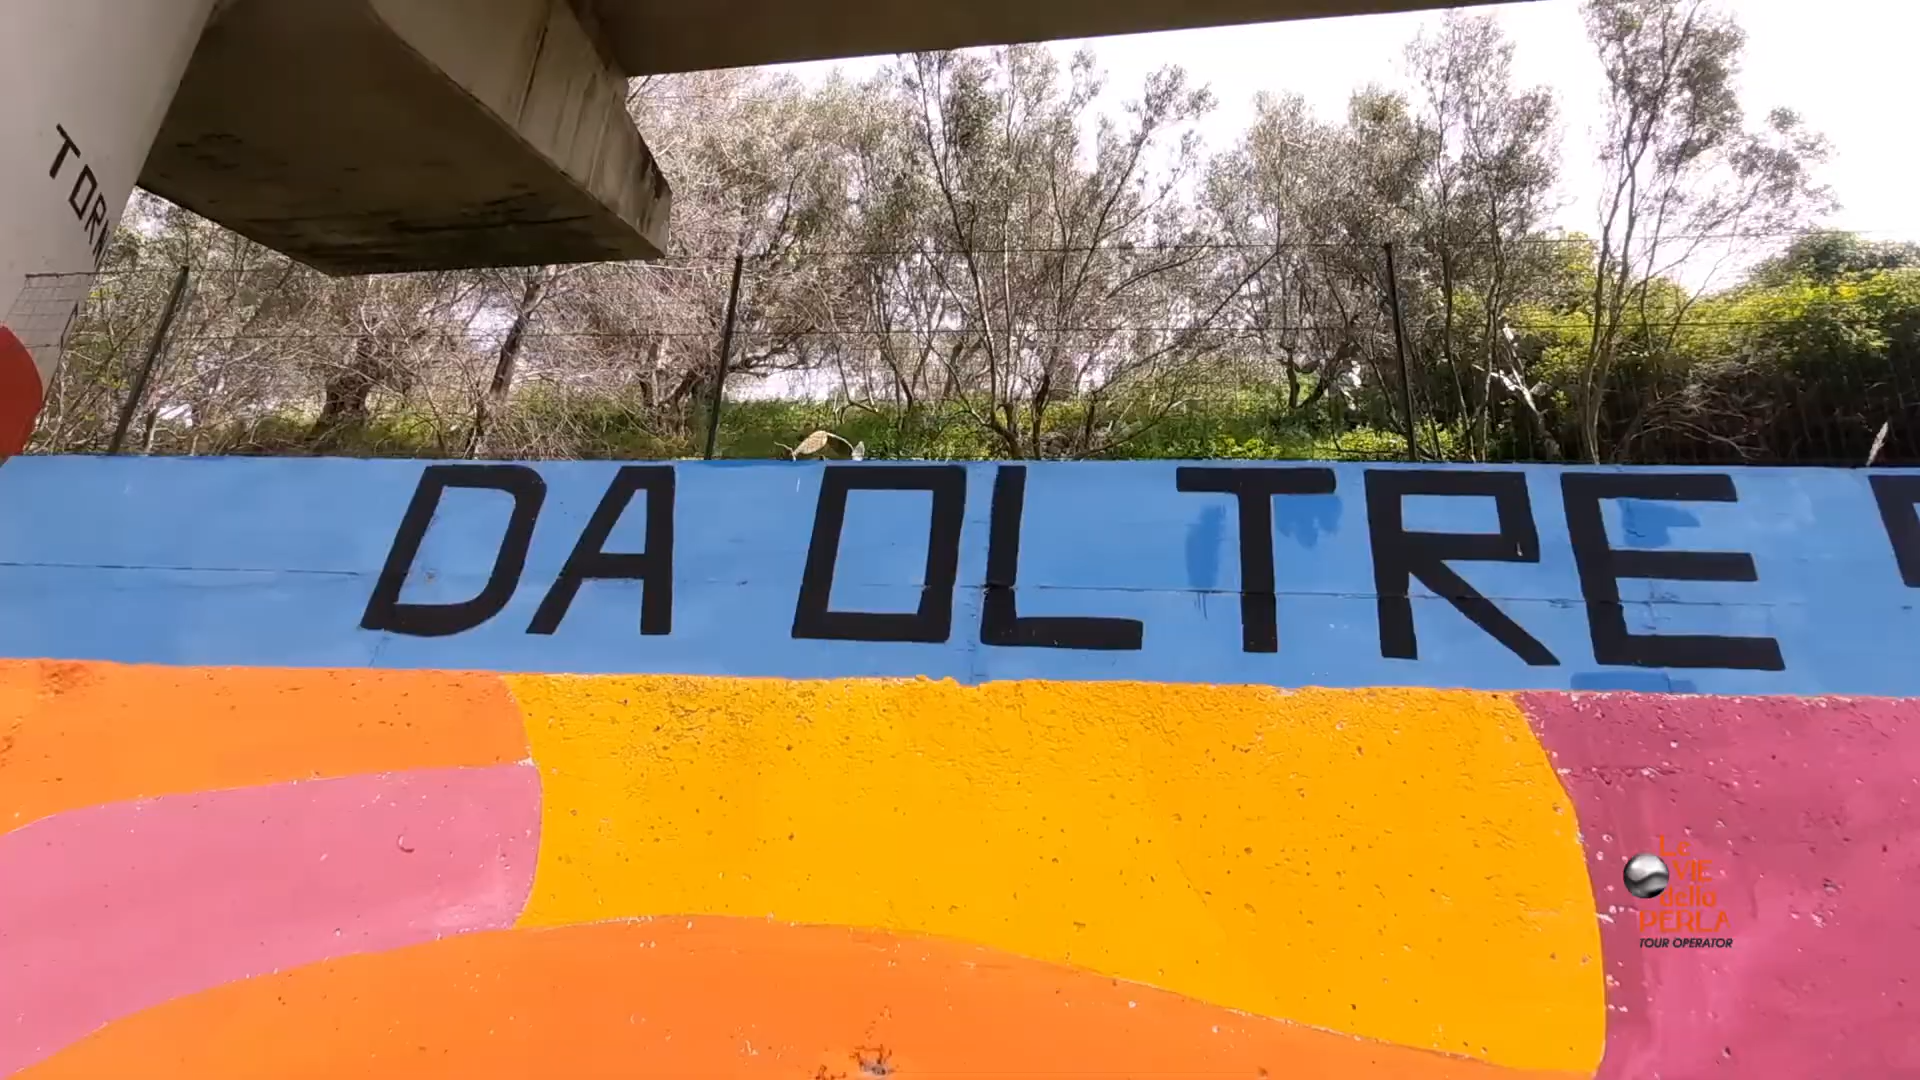 DA OLTRE
Le
VIE
della
PERLA
TOUR OPERATOR